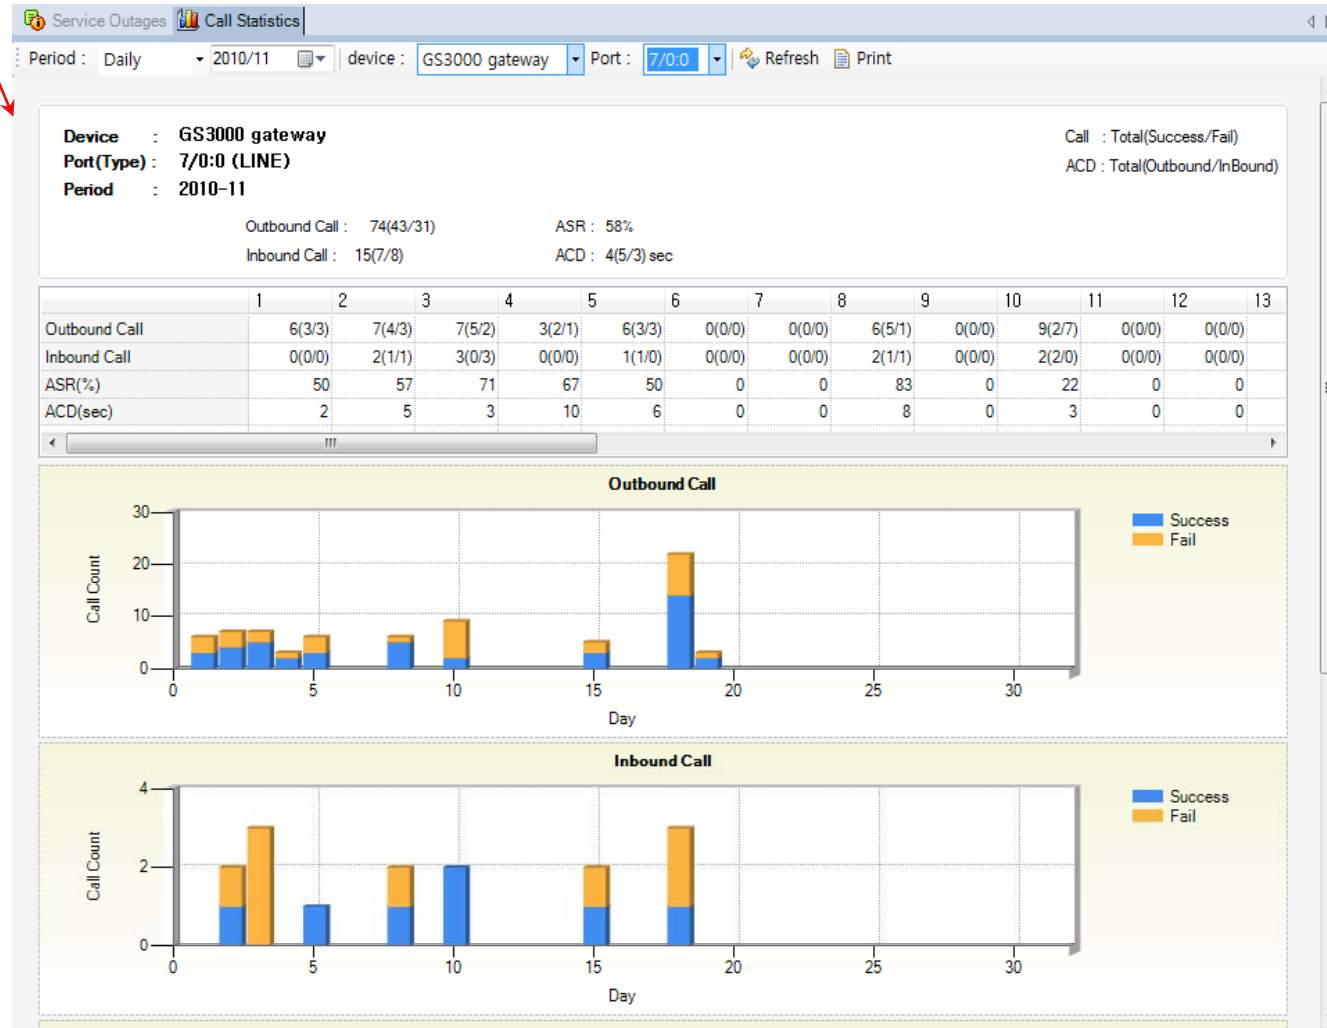 Service Outages Call Statistics
Period : Daily 2010/11 device : GS3000 gateway Port : 7/0:0 Refresh Print
Device : GS3000 gateway Call : Total(Success/Fail)
Port(Type) : 7/0:0 (LINE) ACD : Total(Outbound/InBound)
Period : 2010-11
Outbound Call : 74(43/31) ASR : 58%
Inbound Call : 15(7/8) ACD : 4(5/3) sec
1 2 3 4 5 6 7 8 9 10 11 12 13
Outbound Call 6(3/3) 7(4/3) 7(5/2) 3(2/1) 6(3/3) 0(0/0) 0(0/0) 6(5/1) 0(0/0) 9(2/7) 0(0/0) 0(0/0)
Inbound Call 0(0/0) 2(1/1) 3(0/3) 0(0/0) 1(1/0) 0(0/0) 0(0/0) 2(1/1) 0(0/0) 2(2/0) 0(0/0) 0(0/0)
ASR(%) 50 57 71 67 50 0 0 83 0 22 0 0
ACD(sec) 2 5 3 10 6 0 0 8 0 3 0 0
Outbound Call
30
20
10
0
Call Count
0 5 10 15 20 25 30
Day
Success
Fail
Inbound Call
4
2
0
Call Count
0 5 10 15 20 25 30
Day
Success
Fail